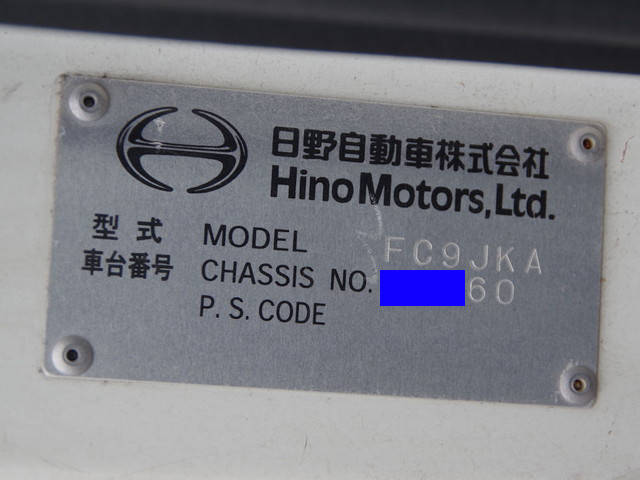 日野自動車株式会社
Hino Motors, Ltd.
型式 MODEL FC9JKA
車台番号 CHASSIS NO. 60
P.S.CODE